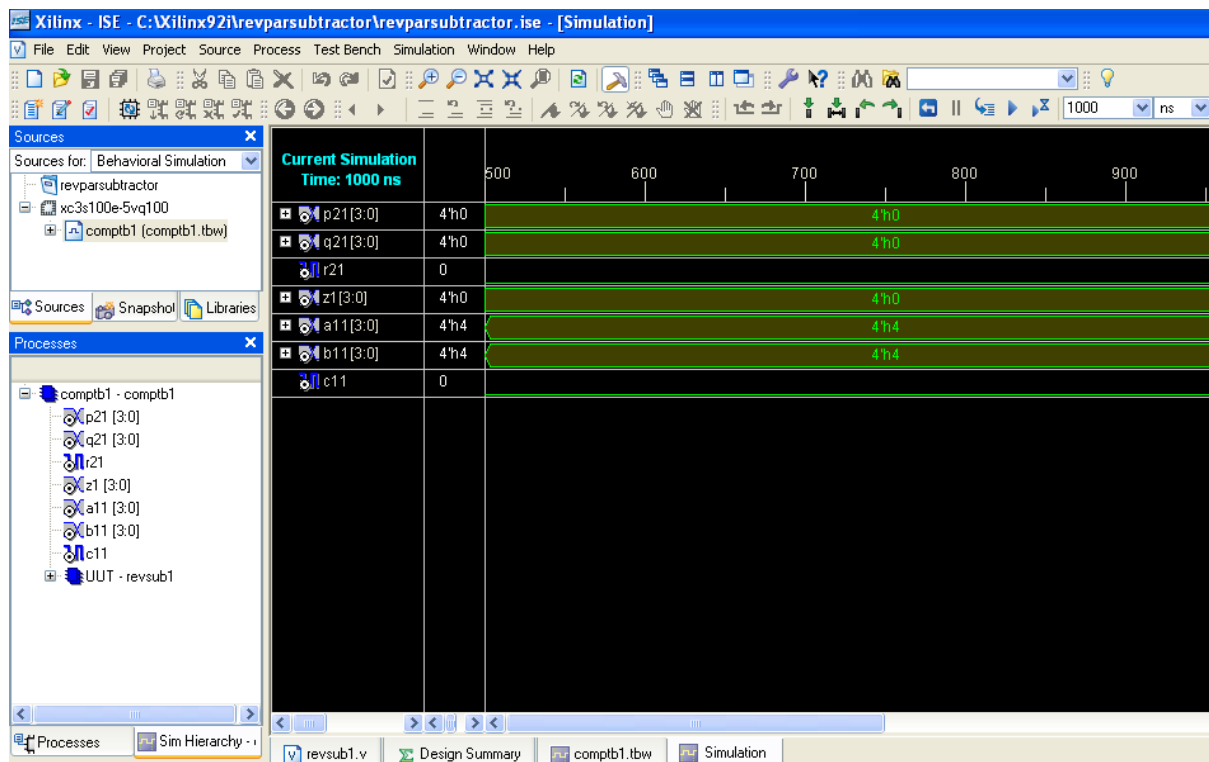 Xilinx - ISE - C:\Xilinx92i\revparsubtractor\revparsubtractor.ise - [Simulation]
File Edit View Project Source Process Test Bench Simulation Window Help
1000 ns
Sources
Sources for: Behavioral Simulation
revparsubtractor
xc3s100e-5vq100
comptb1 (comptb1.tbw)
Sources Snapshot Libraries
Processes
comptb1 - comptb1
p21 [3:0]
q21 [3:0]
r21
z1 [3:0]
a11 [3:0]
b11 [3:0]
c11
UUT - revsub1
Processes Sim Hierarchy -
Current Simulation
Time: 1000 ns
500 600 700 800 900
p21[3:0] 4'h0 4'h0
q21[3:0] 4'h0 4'h0
r21 0
z1[3:0] 4'h0 4'h0
a11[3:0] 4'h4 4'h4
b11[3:0] 4'h4 4'h4
c11 0
revsub1.v Design Summary comptb1.tbw Simulation